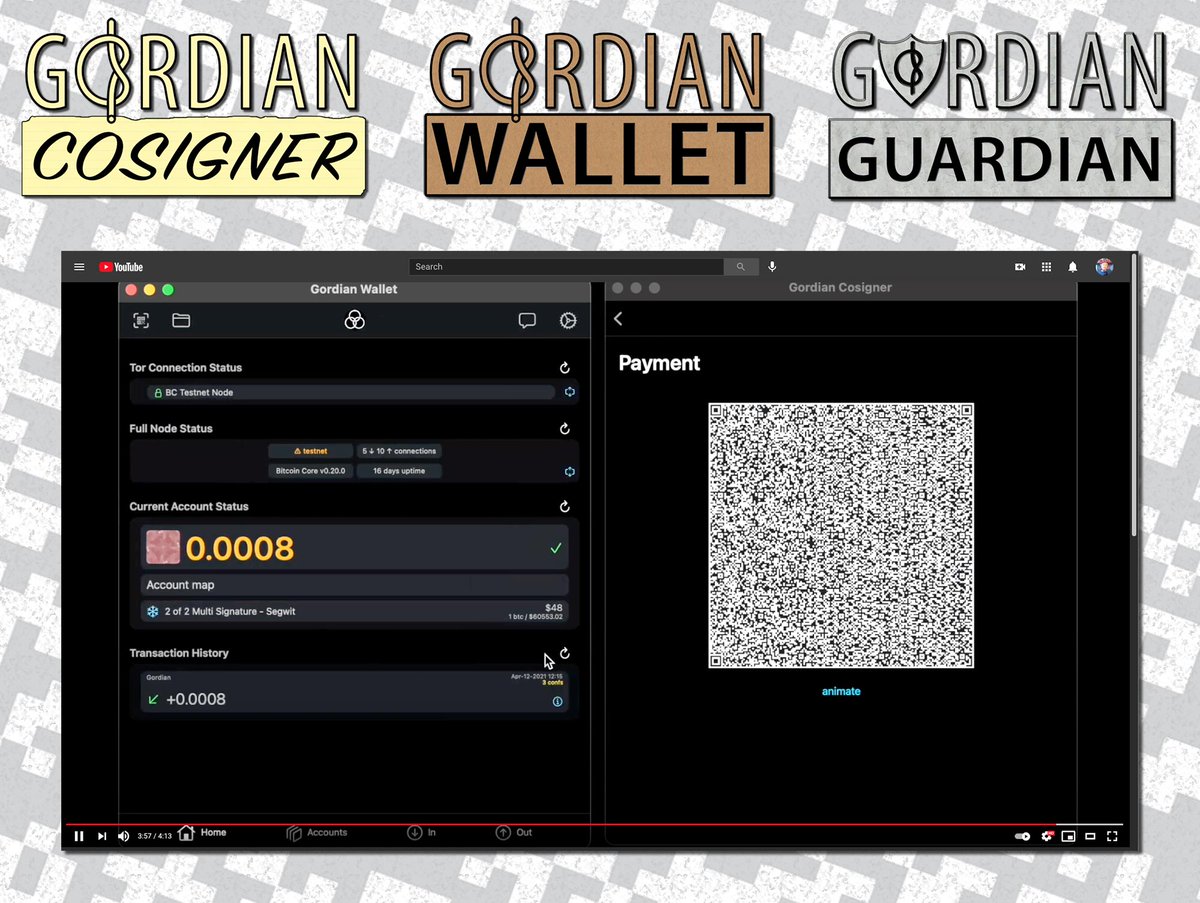 GORDIAN
COSIGNER
GORDIAN
WALLET
GORDIAN
GUARDIAN
YouTube
Search
Gordian Wallet
Tor Connection Status
BC Testnet Node
Full Node Status
testnet
5 ↓ 10 ↑ connections
Bitcoin Core v0.20.0
16 days uptime
Current Account Status
0.0008
Account map
2 of 2 Multi Signature - Segwit
$48
1 btc / $60553.02
Transaction History
Gordian
Apr-12-2021 12:15
3 confs
+0.0008
Home
Accounts
In
Out
Gordian Cosigner
Payment
animate
3:57 / 4:13